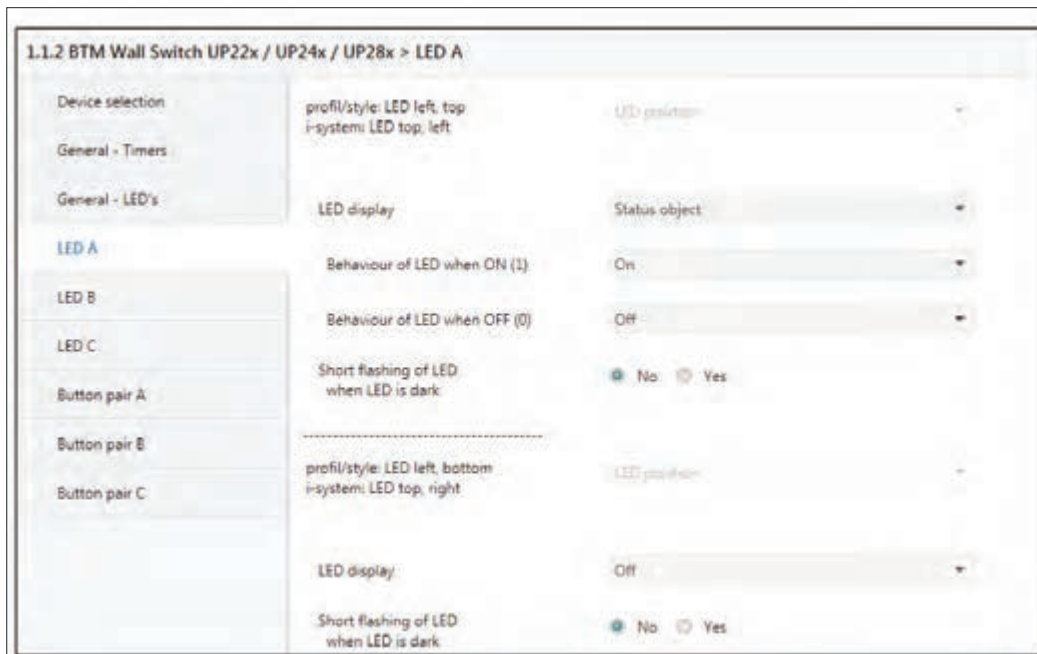 1.1.2 BTM Wall Switch UP22x / UP24x / UP28x > LED A
Device selection
General - Timers
General - LED's
LED A
LED B
LED C
Button pair A
Button pair B
Button pair C
profil/style: LED left, top
i-system: LED top, left
LED position
LED display
Status object
Behaviour of LED when ON (1)
On
Behaviour of LED when OFF (0)
Off
Short flashing of LED
when LED is dark
No Yes
profil/style: LED left, bottom
i-system: LED top, right
LED position
LED display
Off
Short flashing of LED
when LED is dark
No Yes